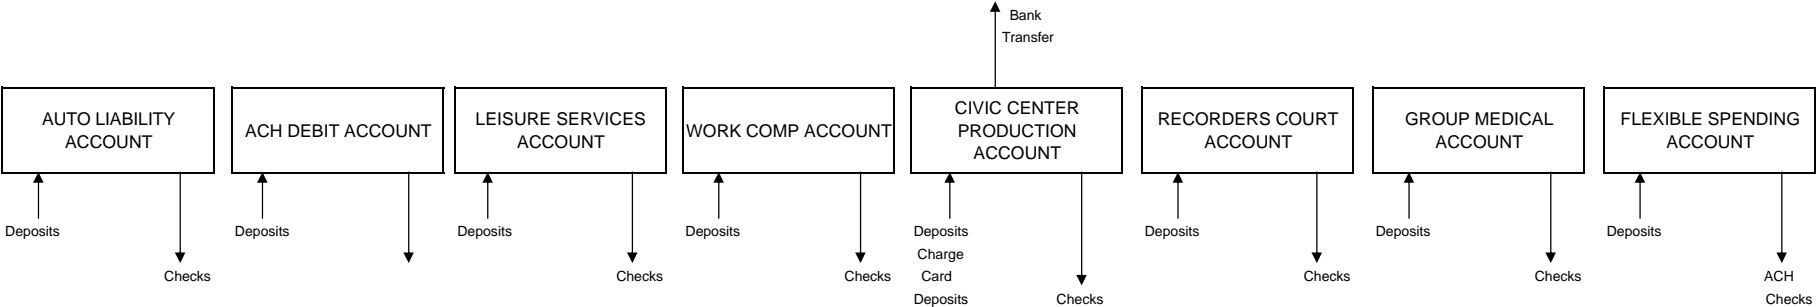 Bank
Transfer
AUTO LIABILITY
ACCOUNT
ACH DEBIT ACCOUNT
LEISURE SERVICES
ACCOUNT
WORK COMP ACCOUNT
CIVIC CENTER
PRODUCTION
ACCOUNT
RECORDERS COURT
ACCOUNT
GROUP MEDICAL
ACCOUNT
FLEXIBLE SPENDING
ACCOUNT
Deposits
Checks
Deposits
Deposits
Checks
Deposits
Checks
Deposits
Charge
Card
Deposits
Checks
Deposits
Checks
Deposits
Checks
Deposits
ACH
Checks